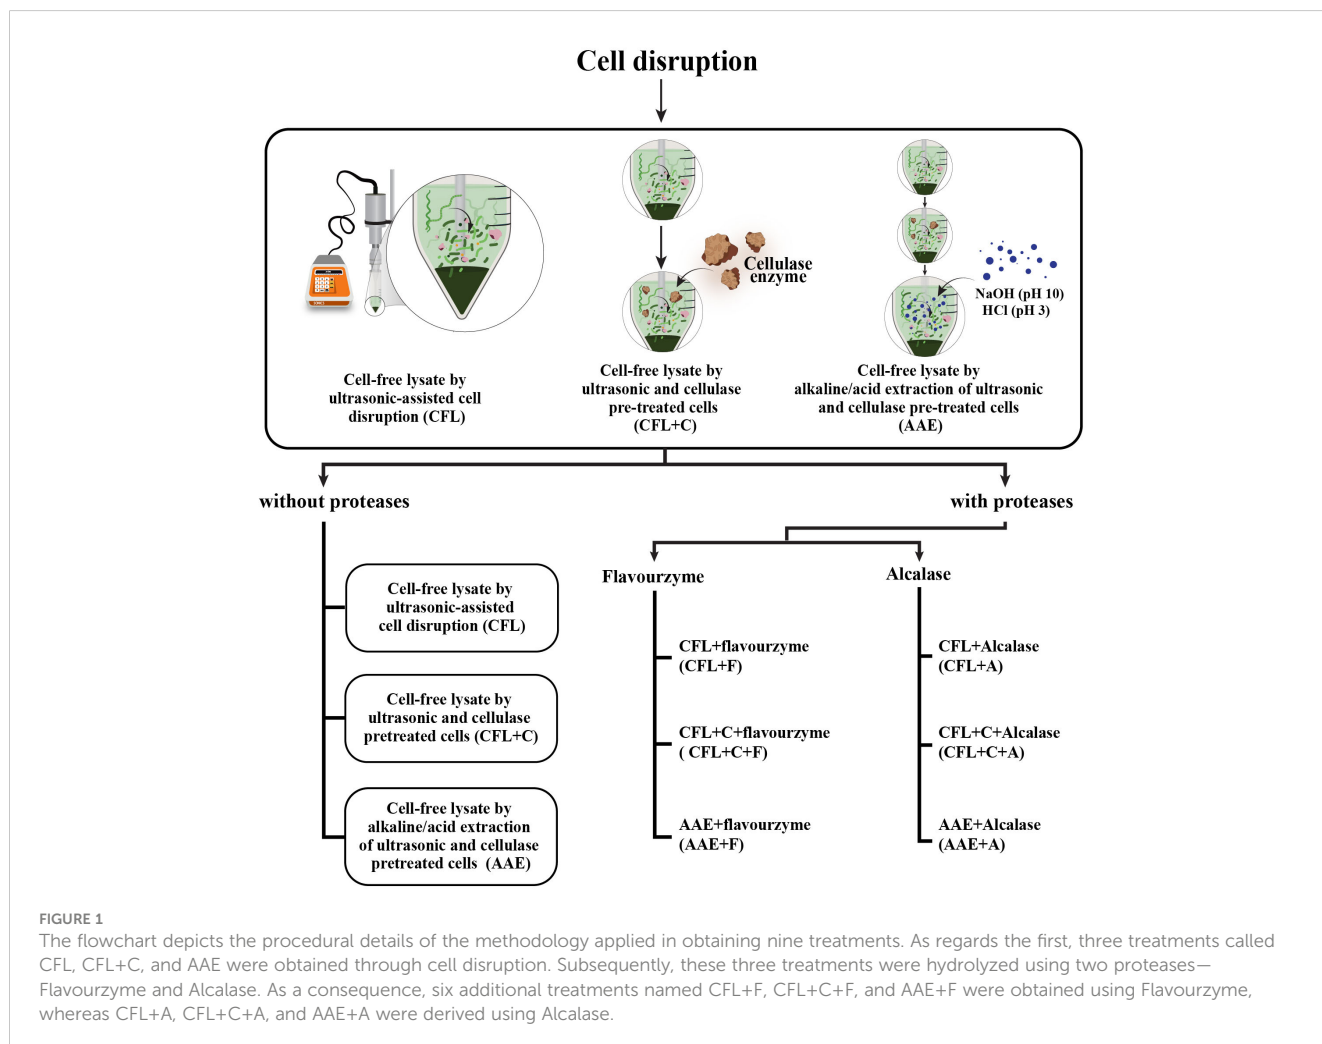 Cell disruption
Cellulase
enzyme
NaOH (pH 10)
HCl (pH 3)
Cell-free lysate by
ultrasonic-assisted cell
disruption (CFL)
Cell-free lysate by
ultrasonic and cellulase
pre-treated cells
(CFL+C)
Cell-free lysate by
alkaline/acid extraction of ultrasonic
and cellulase pre-treated cells
(AAE)
without proteases
with proteases
Cell-free lysate by
ultrasonic-assisted
cell disruption (CFL)
Cell-free lysate by
ultrasonic and cellulase
pretreated cells (CFL+C)
Cell-free lysate by
alkaline/acid extraction
of ultrasonic and cellulase
pretreated cells  (AAE)
Flavourzyme
CFL+flavourzyme
(CFL+F)
CFL+C+flavourzyme
( CFL+C+F)
AAE+flavourzyme
(AAE+F)
Alcalase
CFL+Alcalase
(CFL+A)
CFL+C+Alcalase
(CFL+C+A)
AAE+Alcalase
(AAE+A)
FIGURE 1
The flowchart depicts the procedural details of the methodology applied in obtaining nine treatments. As regards the first, three treatments called
CFL, CFL+C, and AAE were obtained through cell disruption. Subsequently, these three treatments were hydrolyzed using two proteases—
Flavourzyme and Alcalase. As a consequence, six additional treatments named CFL+F, CFL+C+F, and AAE+F were obtained using Flavourzyme,
whereas CFL+A, CFL+C+A, and AAE+A were derived using Alcalase.